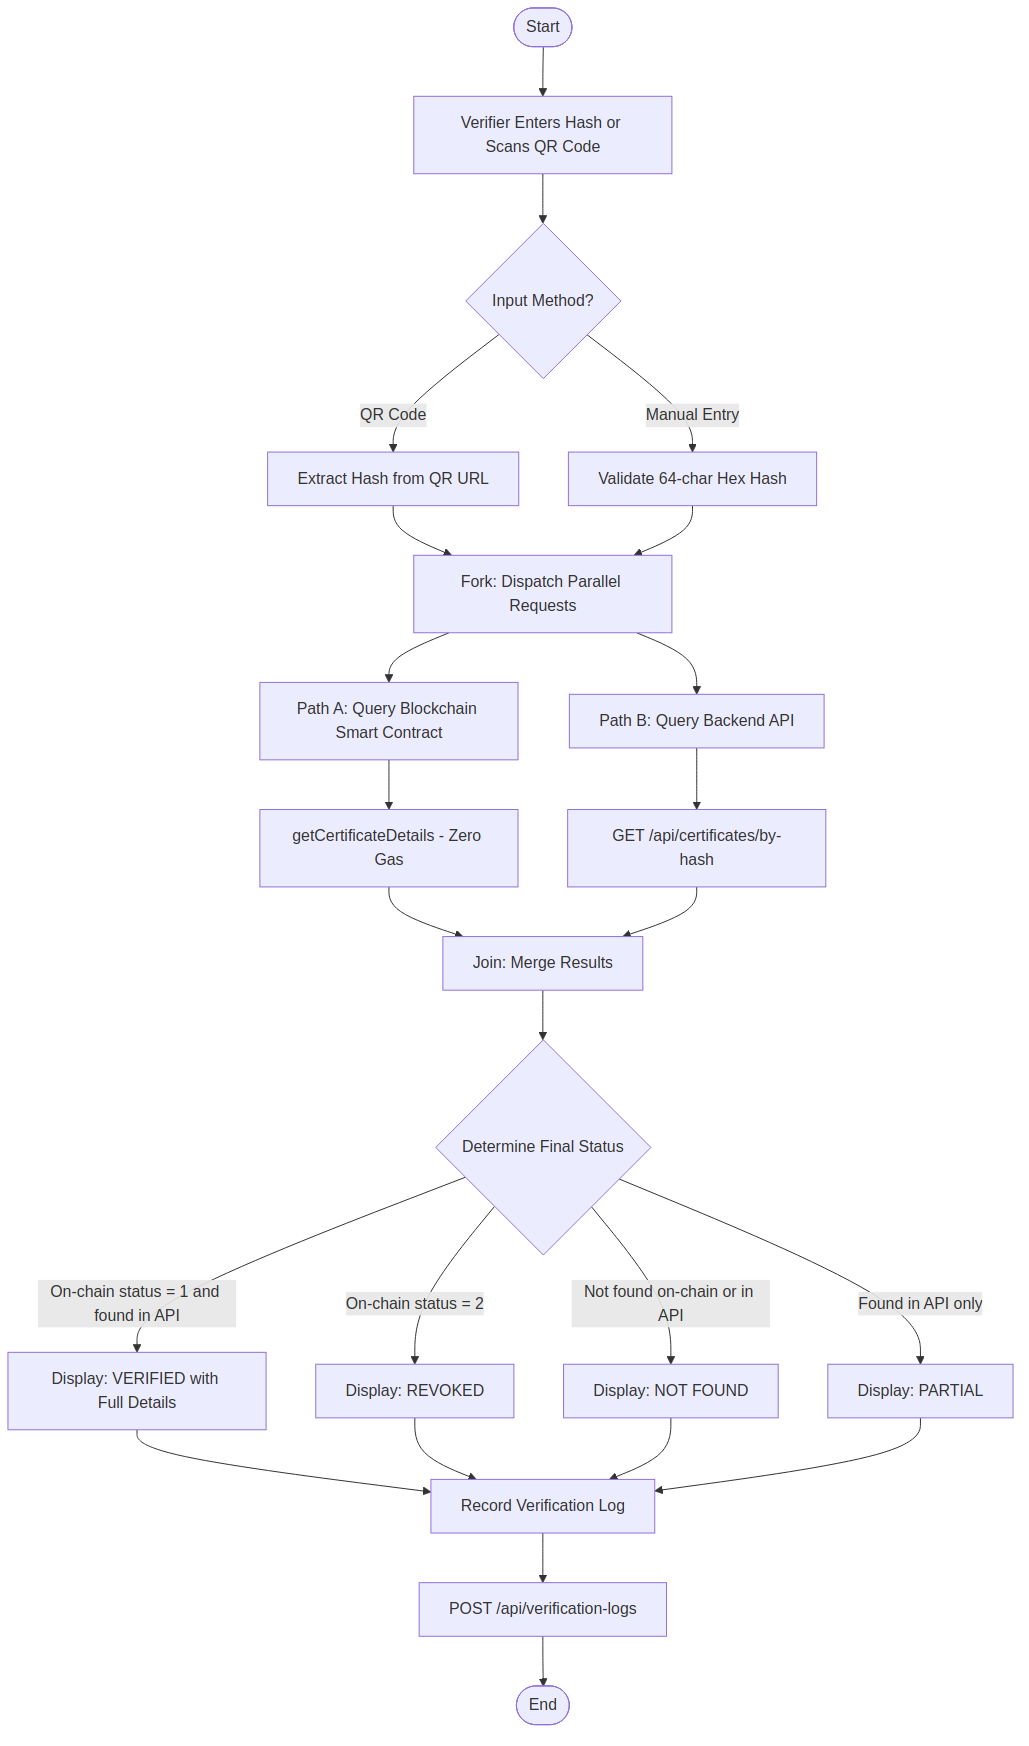 Start
Verifier Enters Hash or
Scans QR Code
Input Method?
QR Code
Manual Entry
Extract Hash from QR URL
Validate 64-char Hex Hash
Fork: Dispatch Parallel
Requests
Path A: Query Blockchain
Smart Contract
Path B: Query Backend API
getCertificateDetails - Zero
Gas
GET /api/certificates/by-
hash
Join: Merge Results
Determine Final Status
On-chain status = 1 and
found in API
On-chain status = 2
Not found on-chain or in
API
Found in API only
Display: VERIFIED with
Full Details
Display: REVOKED
Display: NOT FOUND
Display: PARTIAL
Record Verification Log
POST /api/verification-logs
End